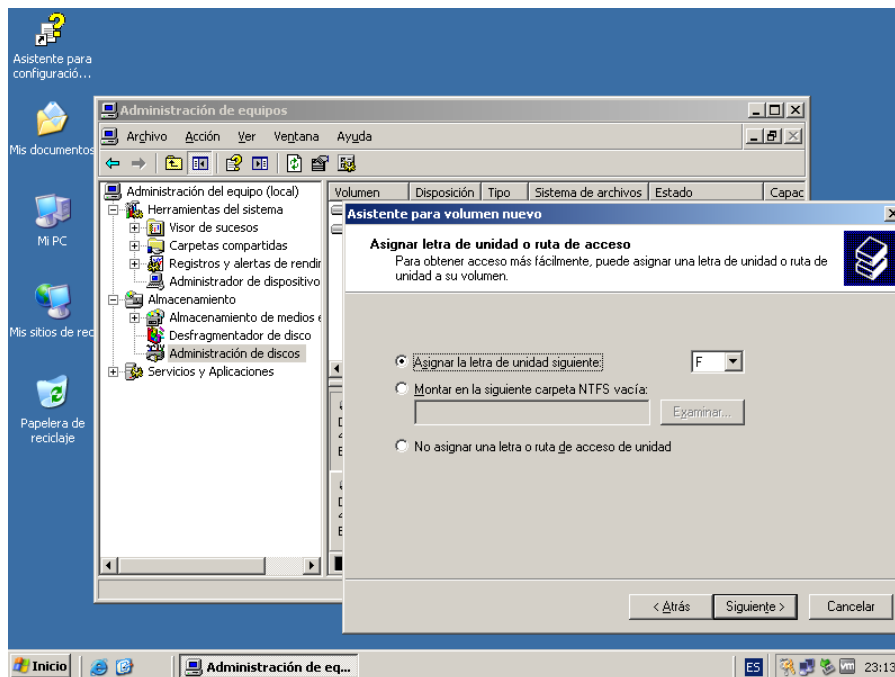 Asistente para
configuració...
Mis documentos
Mi PC
Mis sitios de rec
Papelera de
reciclaje
Administración de equipos
Archivo Acción Ver Ventana Ayuda
Administración del equipo (local)
Herramientas del sistema
Visor de sucesos
Carpetas compartidas
Registros y alertas de rendir
Administrador de dispositivo
Almacenamiento
Almacenamiento de medios e
Desfragmentador de disco
Administración de discos
Servicios y Aplicaciones
Volumen Disposición Tipo Sistema de archivos Estado Capac
Asistente para volumen nuevo
Asignar letra de unidad o ruta de acceso
Para obtener acceso más fácilmente, puede asignar una letra de unidad o ruta de
unidad a su volumen.
Asignar la letra de unidad siguiente: F
Montar en la siguiente carpeta NTFS vacía:
Examinar...
No asignar una letra o ruta de acceso de unidad
< Atrás Siguiente > Cancelar
Inicio
Administración de eq...
ES
vm
23:13